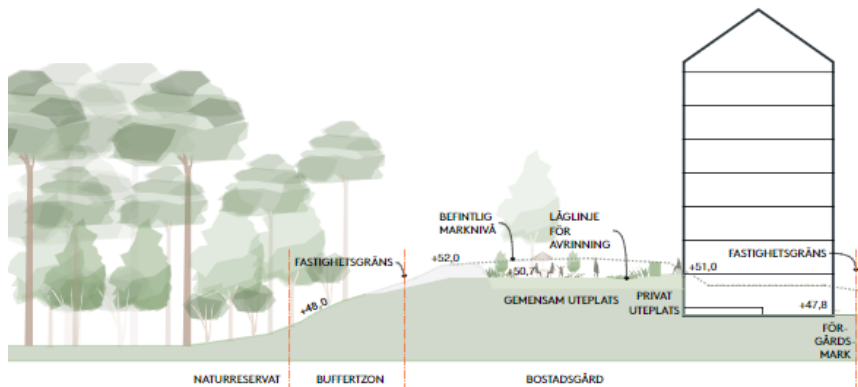 BEFINTLIG
MARKNIVÅ
LÅGLINJE
FÖR
AVRINNING
FASTIGHETSGRÄNS
FASTIGHETSGRÄNS
+52,0
+50,7
+51,0
+48,0
+47,8
GEMENSAM UTEPLATS
PRIVAT
UTEPLATS
FÖR-
GÅRDS-
MARK
NATURRESERVAT
BUFFERTZON
BOSTADSGÅRD